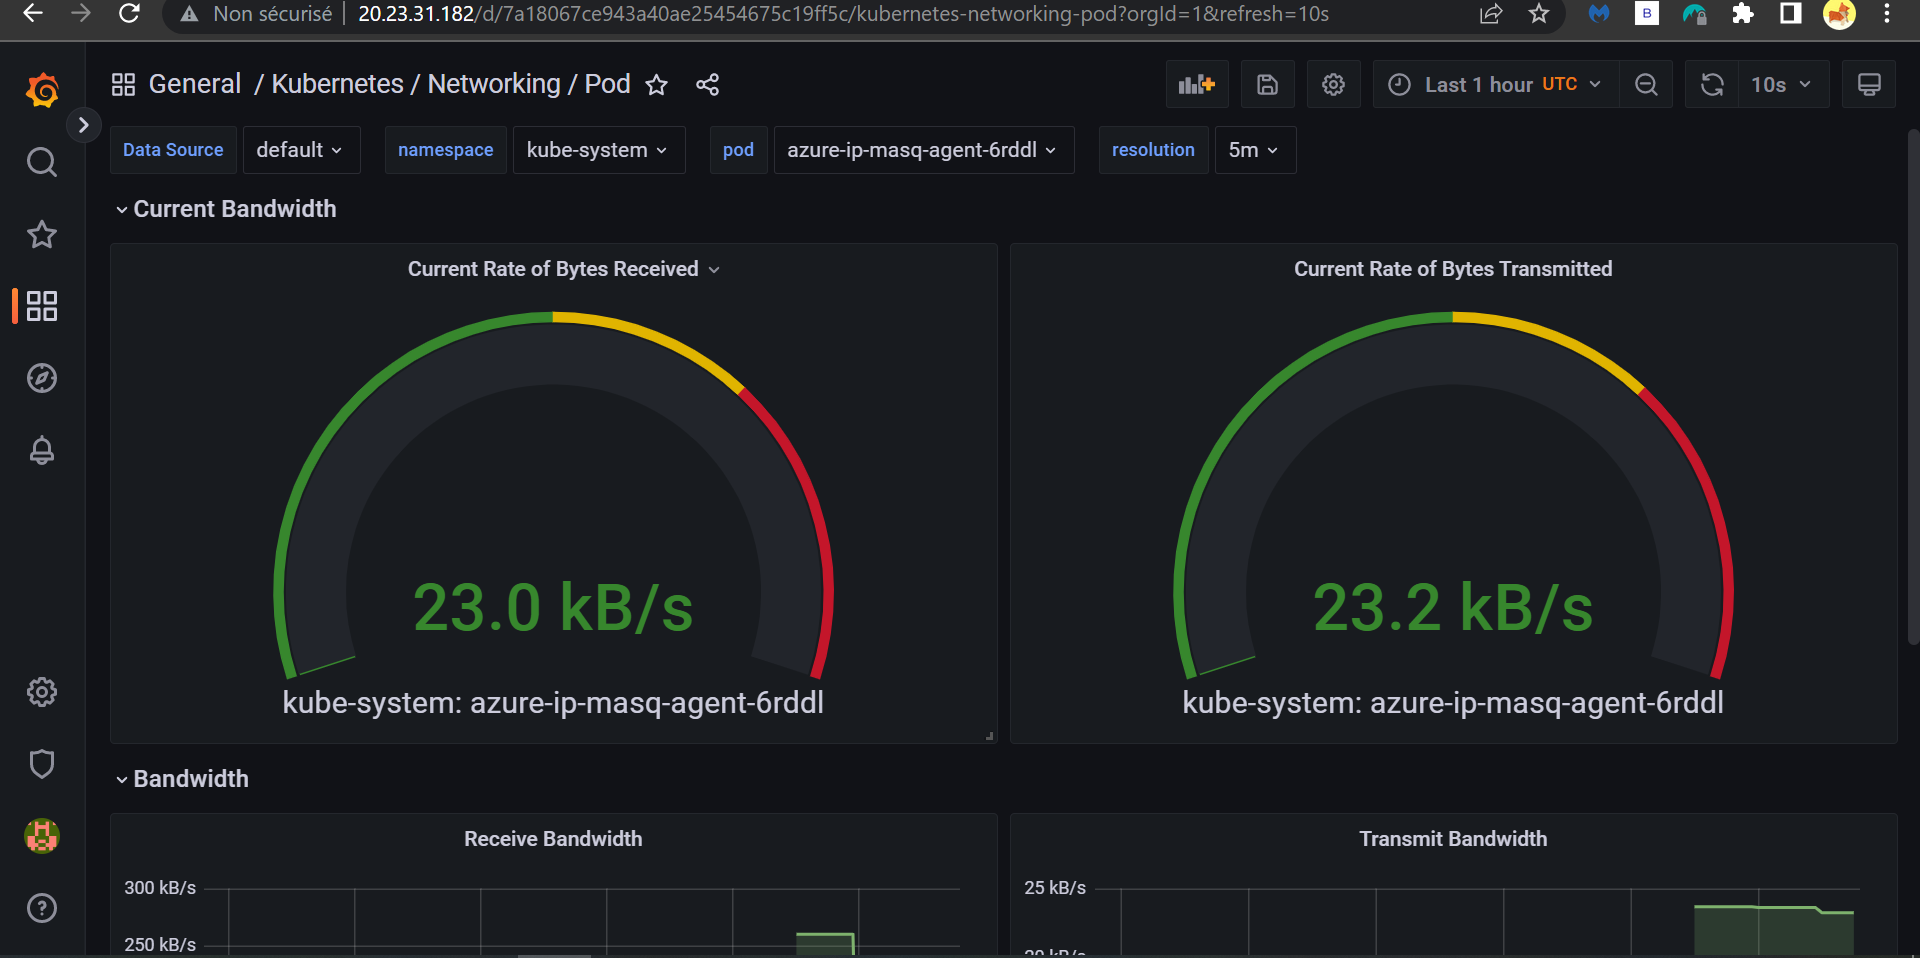 Non sécurisé | 20.23.31.182/d/7a18067ce943a40ae25454675c19ff5c/kubernetes-networking-pod?orgId=1&refresh=10s
B
General / Kubernetes / Networking / Pod
Last 1 hour UTC
10s
Data Source default namespace kube-system pod azure-ip-masq-agent-6rddl resolution 5m
Current Bandwidth
Current Rate of Bytes Received
23.0 kB/s
kube-system: azure-ip-masq-agent-6rddl
Current Rate of Bytes Transmitted
23.2 kB/s
kube-system: azure-ip-masq-agent-6rddl
Bandwidth
Receive Bandwidth
300 kB/s
250 kB/s
Transmit Bandwidth
25 kB/s